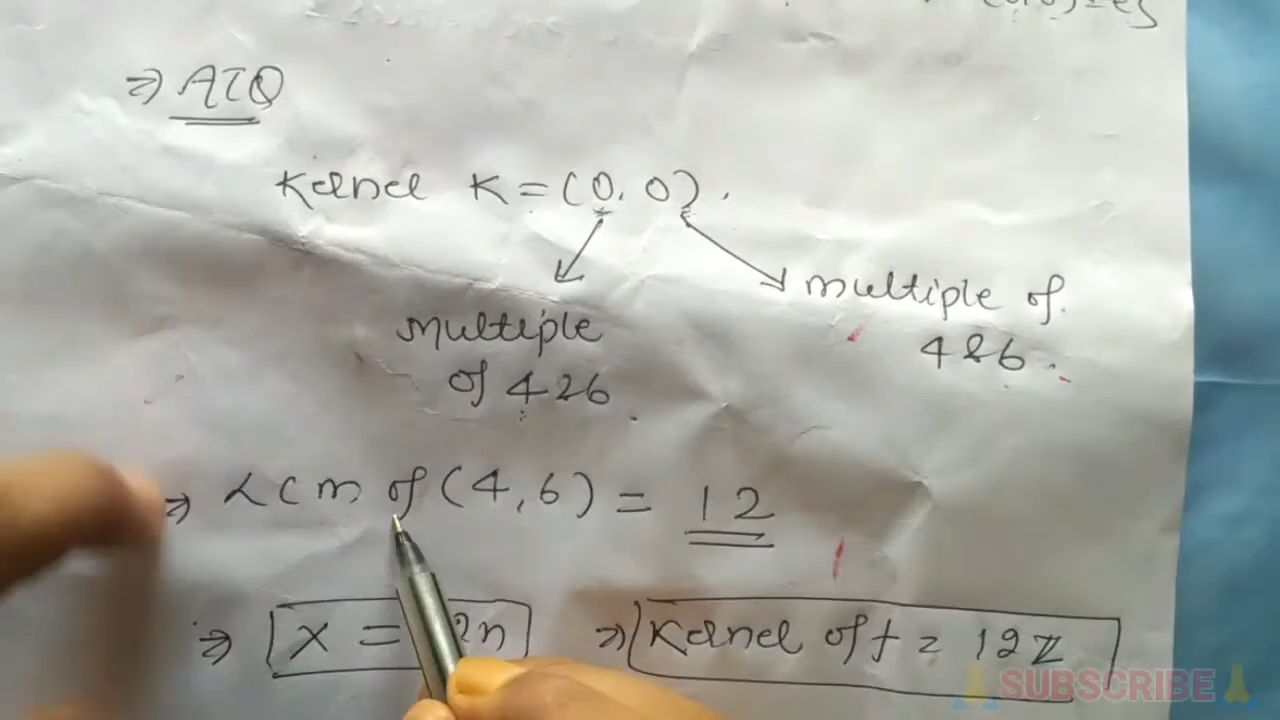 ⇒ ATQ
Kernel K = (0, 0).
multiple of 4 & 6.
multiple of 4 & 6.
⇒ Lcm of (4, 6) = 12
⇒ x = 2n ⇒ Kernel of f = 12Z
SUBSCRIBE